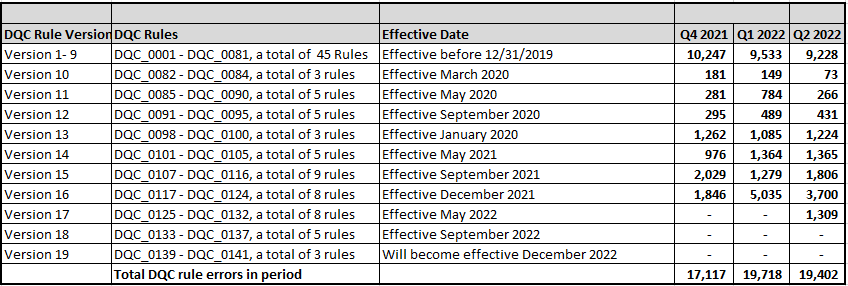 DQC Rule Version DQC Rules Effective Date Q4 2021 Q1 2022 Q2 2022
Version 1- 9 DQC_0001 - DQC_0081, a total of 45 Rules Effective before 12/31/2019 10,247 9,533 9,228
Version 10 DQC_0082 - DQC_0084, a total of 3 rules Effective March 2020 181 149 73
Version 11 DQC_0085 - DQC_0090, a total of 5 rules Effective May 2020 281 784 266
Version 12 DQC_0091 - DQC_0095, a total of 5 rules Effective September 2020 295 489 431
Version 13 DQC_0098 - DQC_0100, a total of 3 rules Effective January 2020 1,262 1,085 1,224
Version 14 DQC_0101 - DQC_0105, a total of 5 rules Effective May 2021 976 1,364 1,365
Version 15 DQC_0107 - DQC_0116, a total of 9 rules Effective September 2021 2,029 1,279 1,806
Version 16 DQC_0117 - DQC_0124, a total of 8 rules Effective December 2021 1,846 5,035 3,700
Version 17 DQC_0125 - DQC_0132, a total of 8 rules Effective May 2022 - - 1,309
Version 18 DQC_0133 - DQC_0137, a total of 5 rules Effective September 2022 - - -
Version 19 DQC_0139 - DQC_0141, a total of 3 rules Will become effective December 2022 - - -
Total DQC rule errors in period 17,117 19,718 19,402